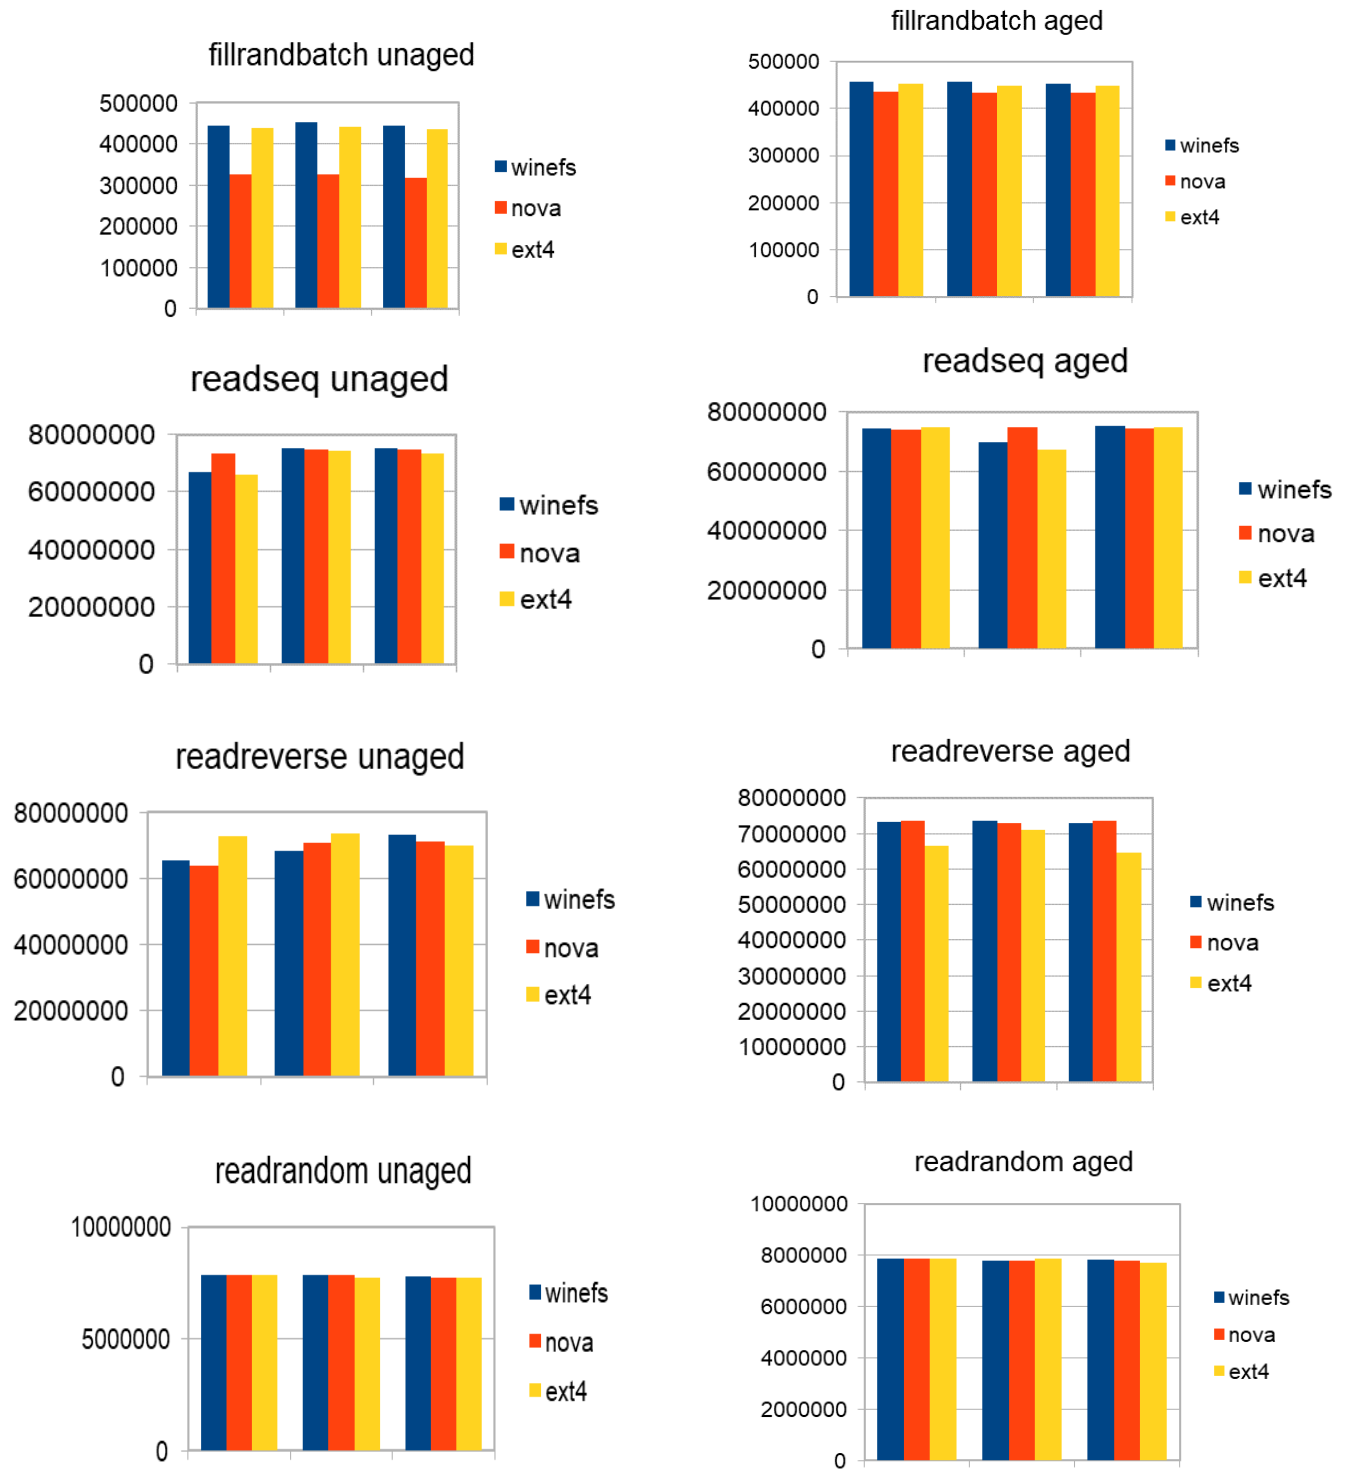 fillrandbatch unaged
500000
400000
300000
200000
100000
0
winefs
nova
ext4
fillrandbatch aged
500000
400000
300000
200000
100000
0
winefs
nova
ext4
readseq unaged
80000000
60000000
40000000
20000000
0
winefs
nova
ext4
readseq aged
80000000
60000000
40000000
20000000
0
winefs
nova
ext4
readreverse unaged
80000000
60000000
40000000
20000000
0
winefs
nova
ext4
readreverse aged
80000000
70000000
60000000
50000000
40000000
30000000
20000000
10000000
0
winefs
nova
ext4
readrandom unaged
10000000
5000000
0
winefs
nova
ext4
readrandom aged
10000000
8000000
6000000
4000000
2000000
0
winefs
nova
ext4